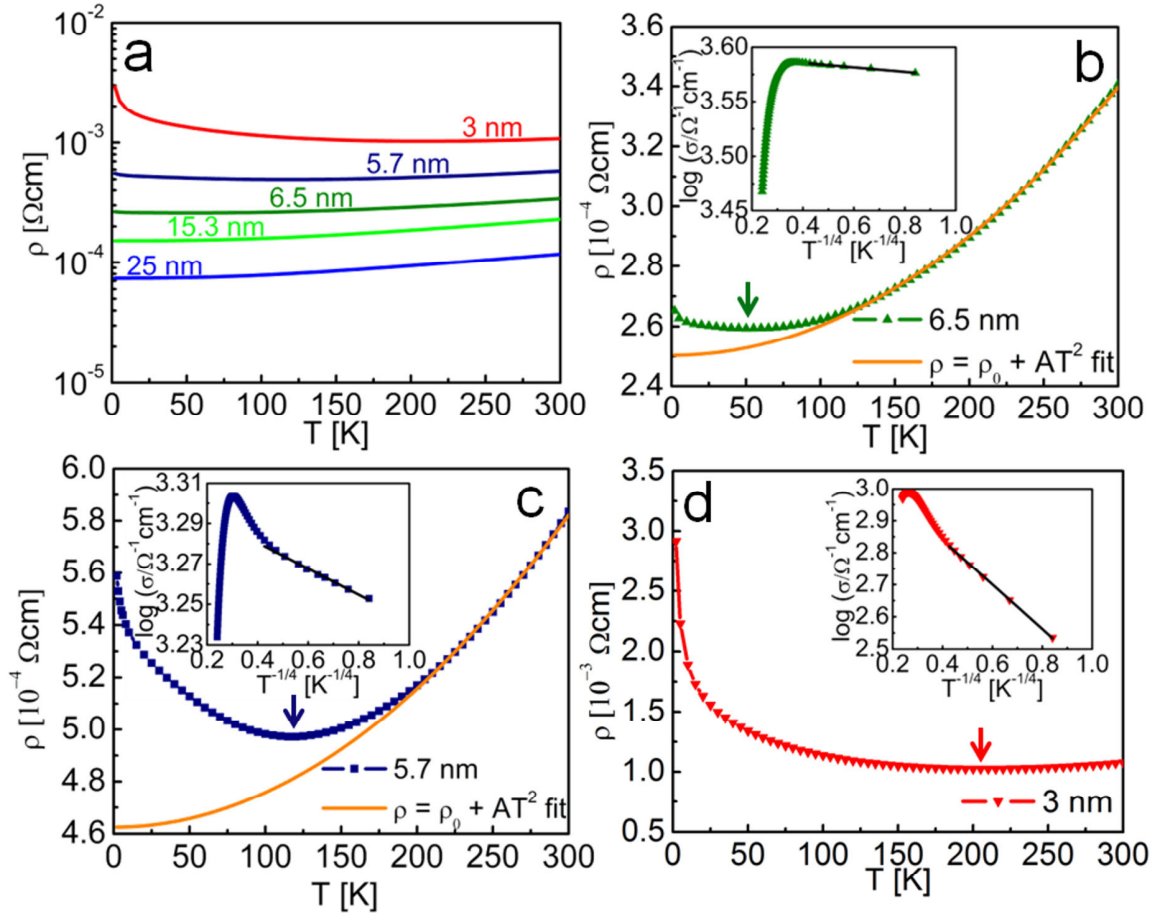 a
10⁻²
10⁻³
10⁻⁴
10⁻⁵
ρ [Ωcm]
3 nm
5.7 nm
6.5 nm
15.3 nm
25 nm
0 50 100 150 200 250 300
T [K]
b
3.6
3.4
3.2
3.0
2.8
2.6
2.4
ρ [10⁻⁴ Ωcm]
3.60
3.55
3.50
3.45
log (σ/Ω⁻¹cm⁻¹)
0.2 0.4 0.6 0.8 1.0
T⁻¹/⁴ [K⁻¹/⁴]
6.5 nm
ρ = ρ₀ + AT² fit
0 50 100 150 200 250 300
T [K]
c
6.0
5.8
5.6
5.4
5.2
5.0
4.8
4.6
ρ [10⁻⁴ Ωcm]
3.31
3.29
3.27
3.25
3.23
log (σ/Ω⁻¹cm⁻¹)
0.2 0.4 0.6 0.8 1.0
T⁻¹/⁴ [K⁻¹/⁴]
5.7 nm
ρ = ρ₀ + AT² fit
0 50 100 150 200 250 300
T [K]
d
3.5
3.0
2.5
2.0
1.5
1.0
0.5
ρ [10⁻³ Ωcm]
3.0
2.9
2.8
2.7
2.6
2.5
log (σ/Ω⁻¹cm⁻¹)
0.2 0.4 0.6 0.8 1.0
T⁻¹/⁴ [K⁻¹/⁴]
3 nm
0 50 100 150 200 250 300
T [K]